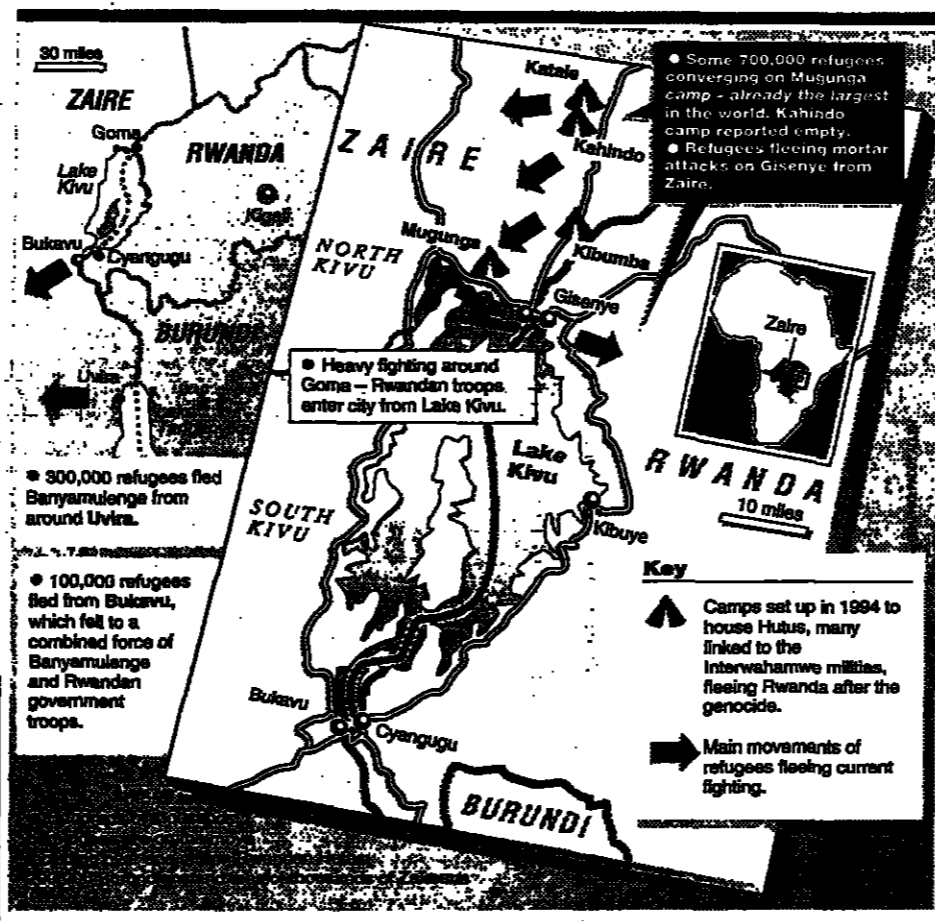 30 miles
ZAIRE
Goma
RWANDA
Lake
Kivu
Kigali
Bukavu
Cyangugu
BURUNDI
Uvira
● 300,000 refugees fled
Banyamulenge from
around Uvira.
● 100,000 refugees
fled from Bukavu,
which fell to a
combined force of
Banyamulenge
and Rwandan
government
troops.
Katale
ZAIRE
Kahindo
● Some 700,000 refugees
converging on Mugunga
camp – already the largest
in the world. Kahindo
camp reported empty.
● Refugees fleeing mortar
attacks on Gisenye from
Zaire.
NORTH
KIVU
Mugunga
Kibumba
Gisenye
Zaire
● Heavy fighting around
Goma – Rwandan troops
enter city from Lake Kivu.
Lake
Kivu
RWANDA
10 miles
SOUTH
KIVU
Kibuye
Bukavu
Cyangugu
BURUNDI
Key
Camps set up in 1994 to
house Hutus, many
linked to the
Interwahamwe militias,
fleeing Rwanda after the
genocide.
Main movements of
refugees fleeing current
fighting.